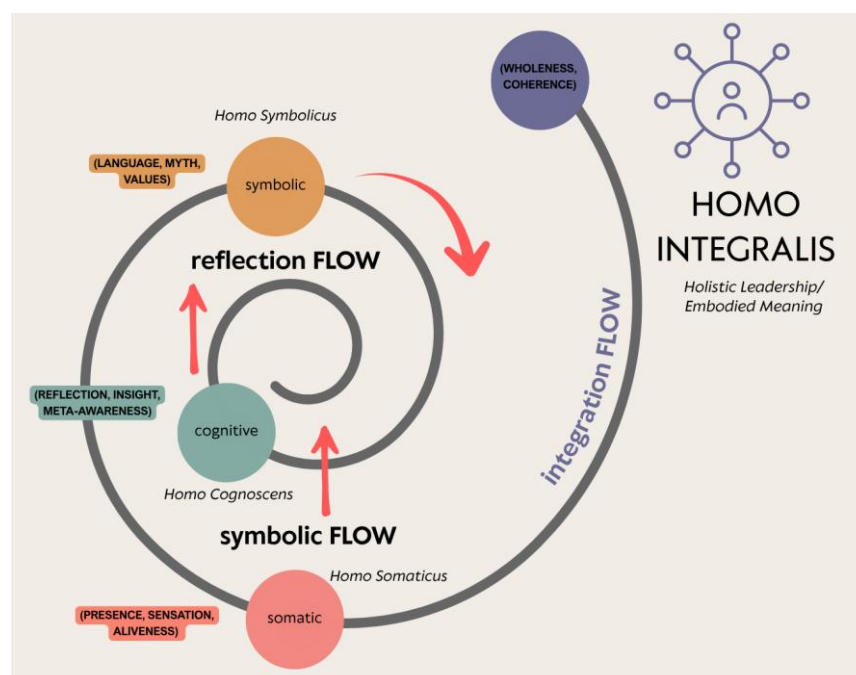 (WHOLENESS,
COHERENCE)
Homo Symbolicus
(LANGUAGE, MYTH,
VALUES)
symbolic
HOMO
INTEGRALIS
Holistic Leadership/
Embodied Meaning
reflection FLOW
integration FLOW
(REFLECTION, INSIGHT,
META-AWARENESS)
cognitive
Homo Cognoscens
symbolic FLOW
Homo Somaticus
(PRESENCE, SENSATION,
ALIVENESS)
somatic